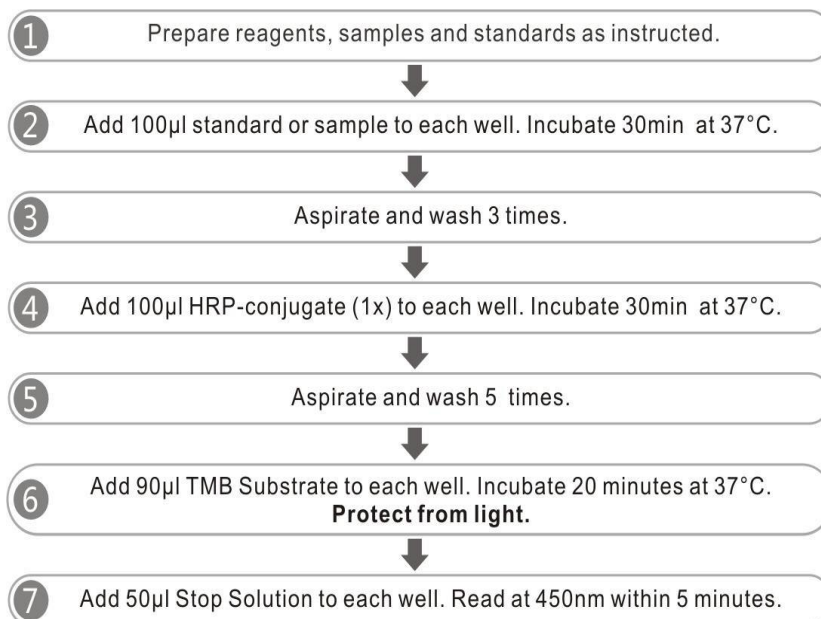 1 Prepare reagents, samples and standards as instructed.
2 Add 100μl standard or sample to each well. Incubate 30min at 37°C.
3 Aspirate and wash 3 times.
4 Add 100μl HRP-conjugate (1x) to each well. Incubate 30min at 37°C.
5 Aspirate and wash 5 times.
6 Add 90μl TMB Substrate to each well. Incubate 20 minutes at 37°C.
Protect from light.
7 Add 50μl Stop Solution to each well. Read at 450nm within 5 minutes.